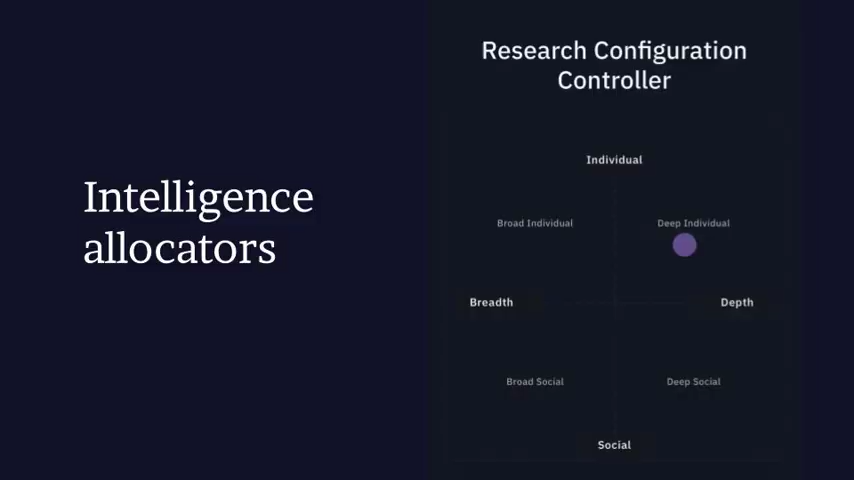 Intelligence
allocators
Research Configuration
Controller
Individual
Broad Individual
Deep Individual
Breadth
Depth
Broad Social
Deep Social
Social